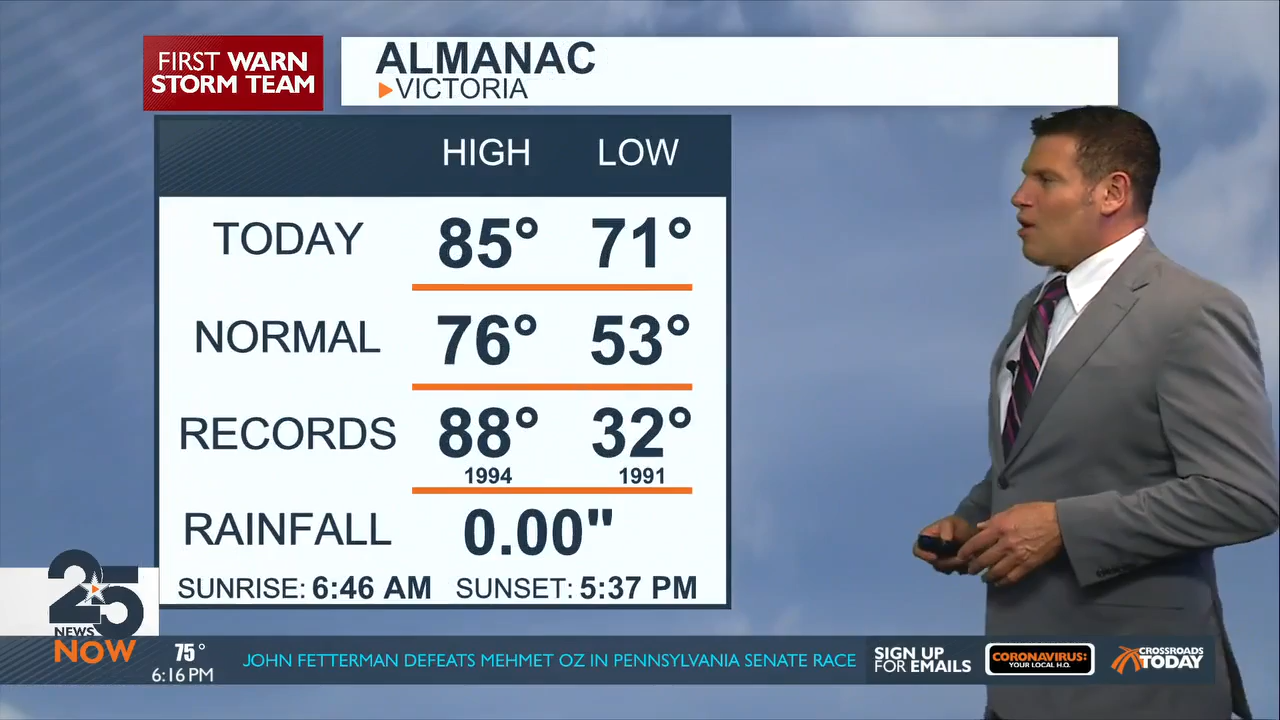 FIRST WARN
STORM TEAM
ALMANAC
VICTORIA
HIGH LOW
TODAY 85° 71°
NORMAL 76° 53°
RECORDS 88° 32°
1994 1991
RAINFALL 0.00"
SUNRISE: 6:46 AM SUNSET: 5:37 PM
25
NEWS
NOW
75°
6:16 PM
JOHN FETTERMAN DEFEATS MEHMET OZ IN PENNSYLVANIA SENATE RACE
SIGN UP
FOR EMAILS
CORONAVIRUS:
YOUR LOCAL H.Q.
CROSSROADS
TODAY